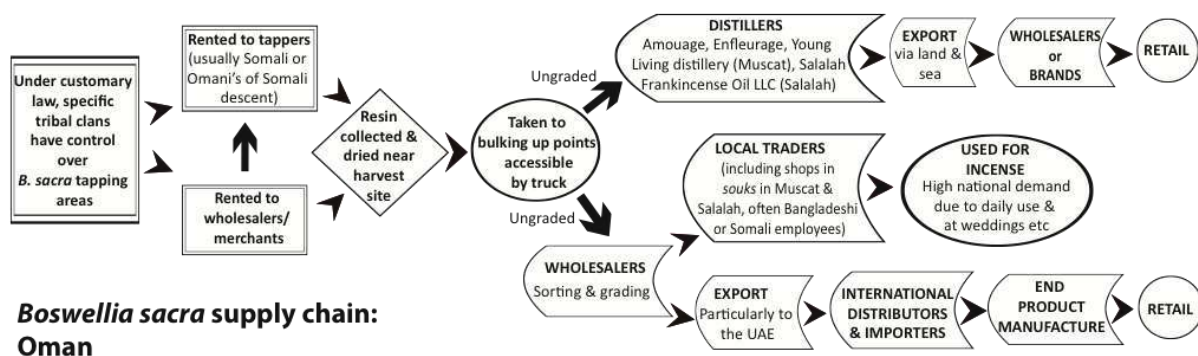 Under customary
law, specific
tribal clans
have control
over
B. sacra tapping
areas
Rented to tappers
(usually Somali or
Omani's of Somali
descent)
Rented to
wholesalers/
merchants
Resin
collected &
dried near
harvest
site
Taken to
bulking up points
accessible
by truck
Ungraded
DISTILLERS
Amouage, Enfleurage, Young
Living distillery (Muscat), Salalah
Frankincense Oil LLC (Salalah)
EXPORT
via land &
sea
WHOLESALERS
or
BRANDS
RETAIL
Ungraded
WHOLESALERS
Sorting & grading
LOCAL TRADERS
(including shops in
souks in Muscat &
Salalah, often Bangladeshi
or Somali employees)
USED FOR
INCENSE
High national demand
due to daily use &
at weddings etc
EXPORT
Particularly to
the UAE
INTERNATIONAL
DISTRIBUTORS
& IMPORTERS
END
PRODUCT
MANUFACTURE
RETAIL
Boswellia sacra supply chain:
Oman